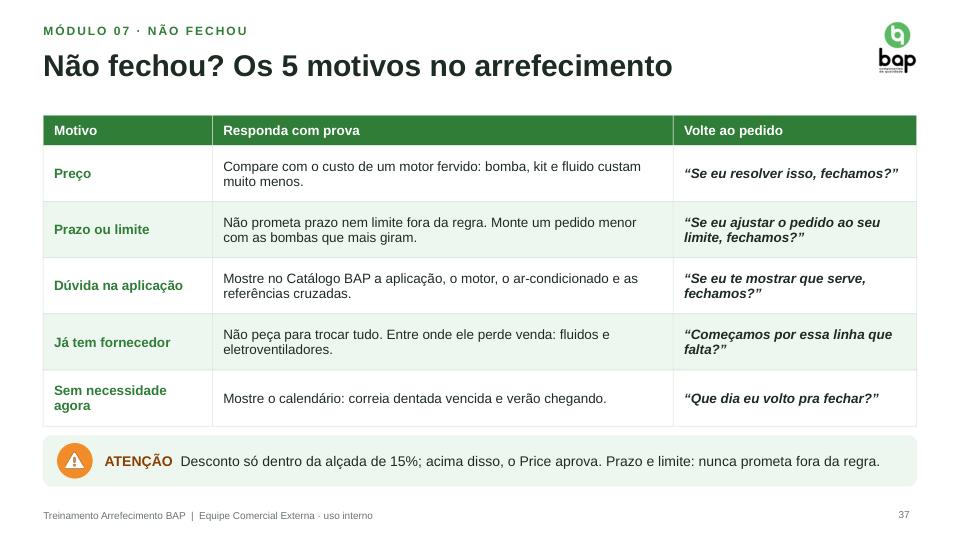 MÓDULO 07 · NÃO FECHOU
Não fechou? Os 5 motivos no arrefecimento
bap
Motivo
Responda com prova
Volte ao pedido
Preço
Compare com o custo de um motor fervido: bomba, kit e fluido custam
muito menos.
“Se eu resolver isso, fechamos?”
Prazo ou limite
Não prometa prazo nem limite fora da regra. Monte um pedido menor
com as bombas que mais giram.
“Se eu ajustar o pedido ao seu
limite, fechamos?”
Dúvida na aplicação
Mostre no Catálogo BAP a aplicação, o motor, o ar-condicionado e as
referências cruzadas.
“Se eu te mostrar que serve,
fechamos?”
Já tem fornecedor
Não peça para trocar tudo. Entre onde ele perde venda: fluidos e
eletroventiladores.
“Começamos por essa linha que
falta?”
Sem necessidade
agora
Mostre o calendário: correia dentada vencida e verão chegando.
“Que dia eu volto pra fechar?”
ATENÇÃO Desconto só dentro da alçada de 15%; acima disso, o Price aprova. Prazo e limite: nunca prometa fora da regra.
Treinamento Arrefecimento BAP | Equipe Comercial Externa · uso interno
37